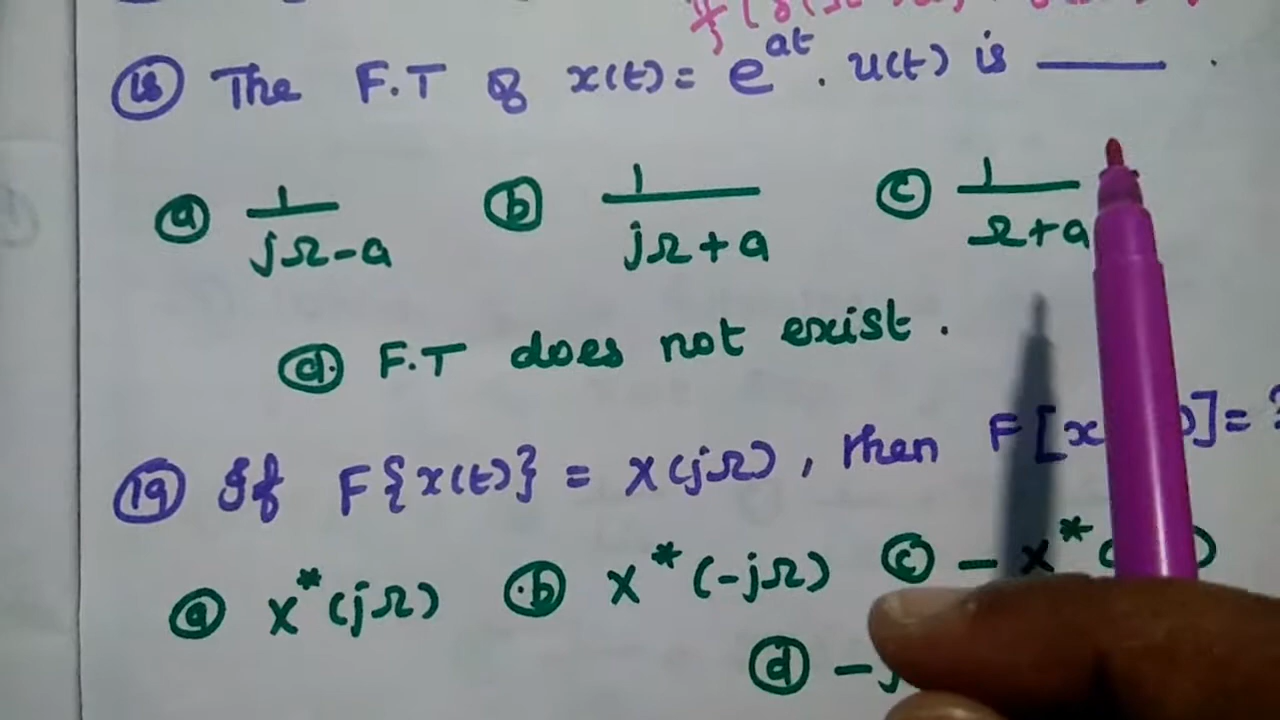 18 The F.T of x(t) = e^at . u(t) is ——— .
a 1/(jΩ-a) b 1/(jΩ+a) c 1/(Ω+a)
d. F.T does not exist .
19 If F{x(t)} = X(jΩ), then F[x ]= ?
a X*(jΩ) b X*(-jΩ) c - X*(
d -j